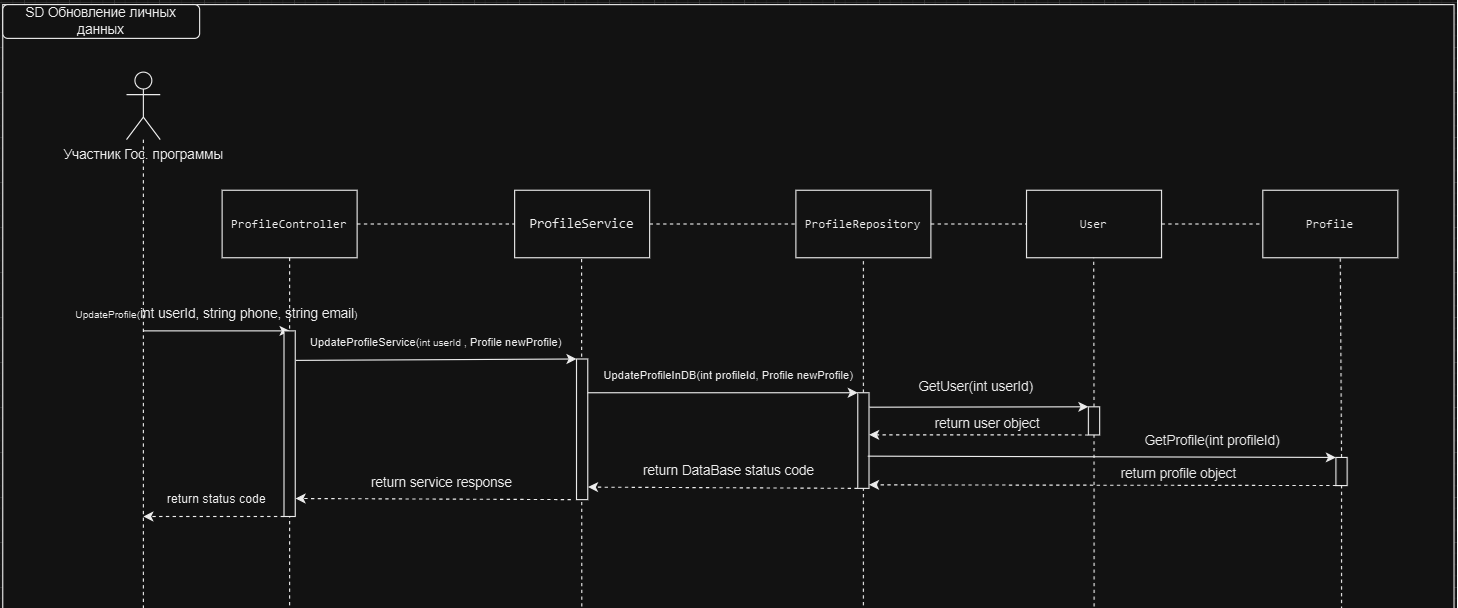 SD Обновление личных
данных
Участник Гос. программы
ProfileController
ProfileService
ProfileRepository
User
Profile
UpdateProfile(int userId, string phone, string email)
UpdateProfileService(int userId , Profile newProfile)
UpdateProfileInDB(int profileId, Profile newProfile)
GetUser(int userId)
return user object
GetProfile(int profileId)
return profile object
return DataBase status code
return service response
return status code